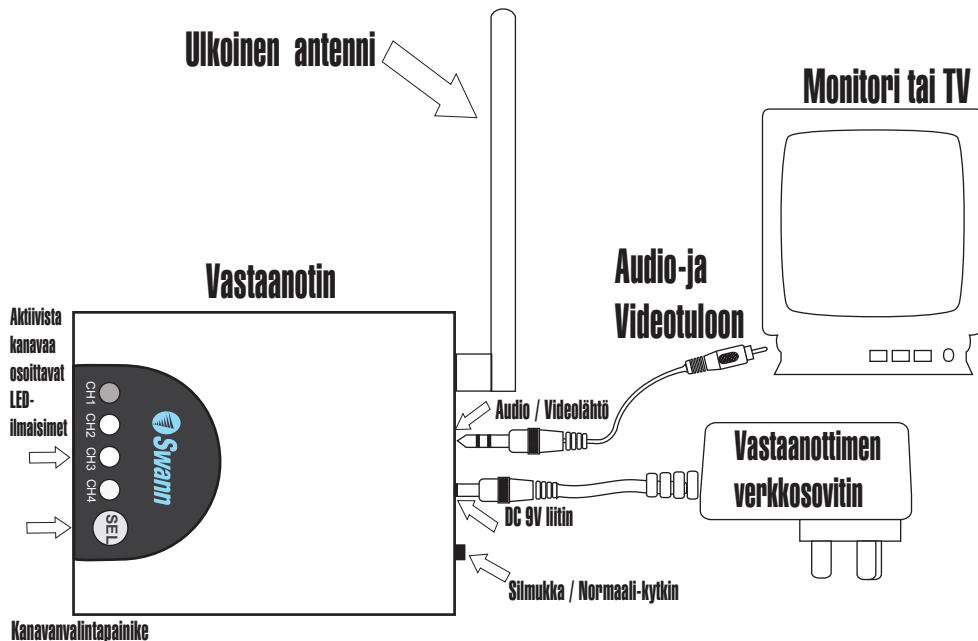 Ulkoinen antenni
Monitori tai TV
Vastaanotin
Audio-ja
Videotuloon
Aktiivista
kanavaa
osoittavat
LED-
ilmaisimet
CH1
CH2
CH3
CH4
SEL
Swann
Audio / Videolähtö
DC 9V liitin
Vastaanottimen
verkkosovitin
Silmukka / Normaali-kytkin
Kanavanvalintapainike